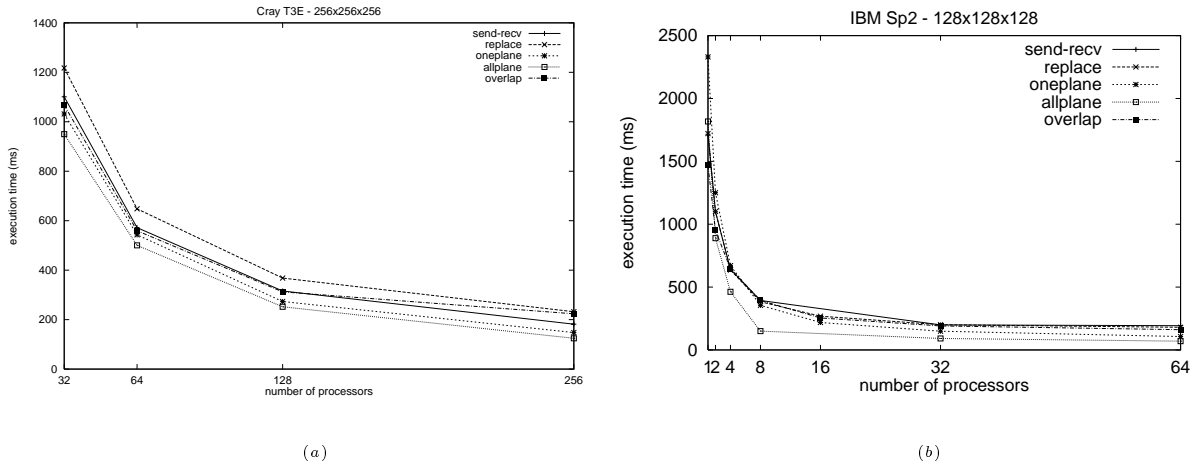 Cray T3E - 256x256x256
1400
1200
1000
800
600
400
200
0
execution time (ms)
send-recv
replace
oneplane
allplane
overlap
32
64
128
256
number of processors
(a)
IBM Sp2 - 128x128x128
2500
2000
1500
1000
500
0
execution time (ms)
send-recv
replace
oneplane
allplane
overlap
1 2 4 8 16 32 64
number of processors
(b)